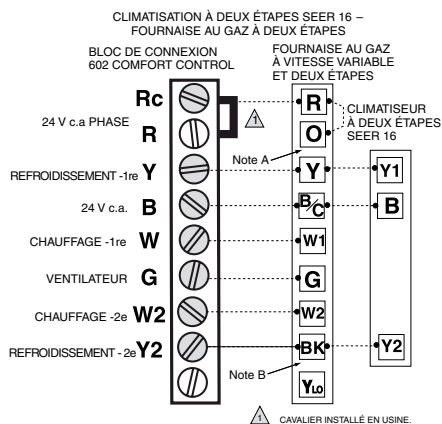 CLIMATISATION À DEUX ÉTAPES SEER 16 –
FOURNAISE AU GAZ À DEUX ÉTAPES
BLOC DE CONNEXION
602 COMFORT CONTROL
FOURNAISE AU GAZ
À VITESSE VARIABLE
ET DEUX ÉTAPES
Rc
R
24 V c.a PHASE
1
CLIMATISEUR
À DEUX ÉTAPES
SEER 16
R
O
Note A
REFROIDISSEMENT -1re Y
Y
Y1
24 V c.a. B
B/C
B
CHAUFFAGE -1re W
W1
VENTILATEUR G
G
CHAUFFAGE -2e W2
W2
REFROIDISSEMENT - 2e Y2
BK
Y2
Note B
YLO
1 CAVALIER INSTALLÉ EN USINE.